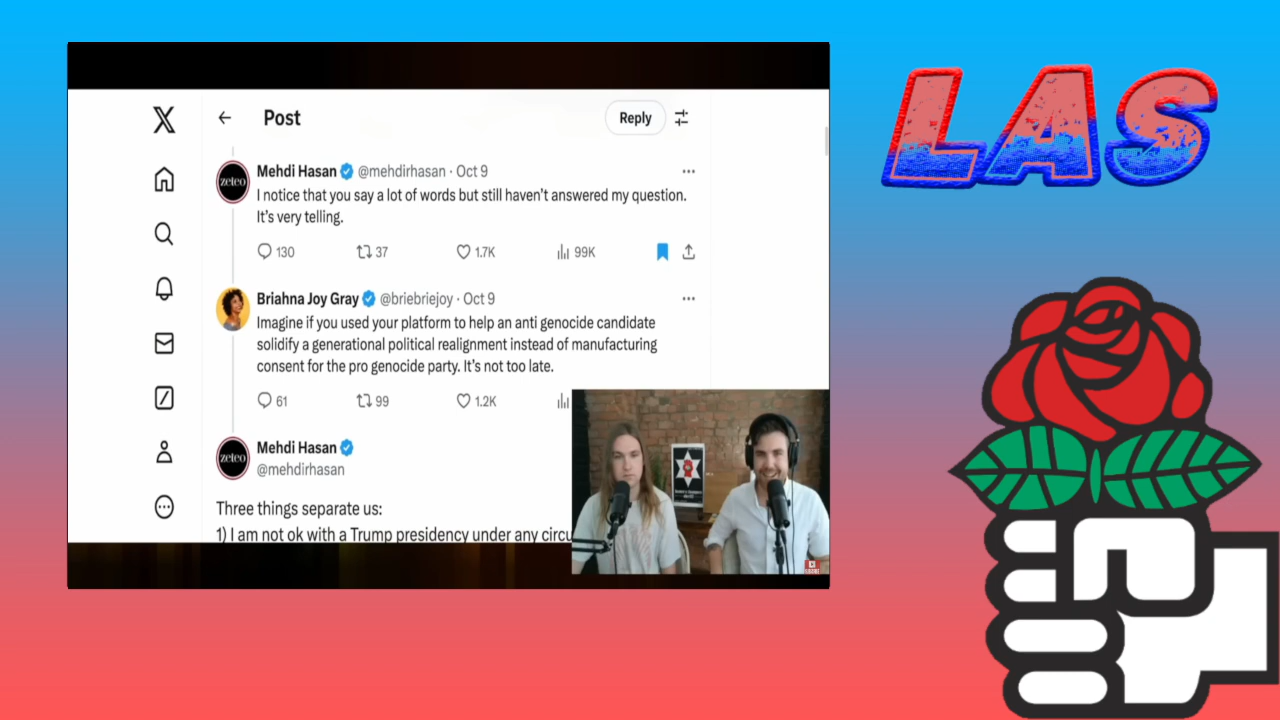 LAS
Post
Reply
Mehdi Hasan @mehdirhasan · Oct 9
zeteo
I notice that you say a lot of words but still haven't answered my question.
It's very telling.
130 37 1.7K 99K
Briahna Joy Gray @briebriejoy · Oct 9
Imagine if you used your platform to help an anti genocide candidate
solidify a generational political realignment instead of manufacturing
consent for the pro genocide party. It's not too late.
61 99 1.2K
Mehdi Hasan
zeteo
@mehdirhasan
Three things separate us:
1) I am not ok with a Trump presidency under any circu